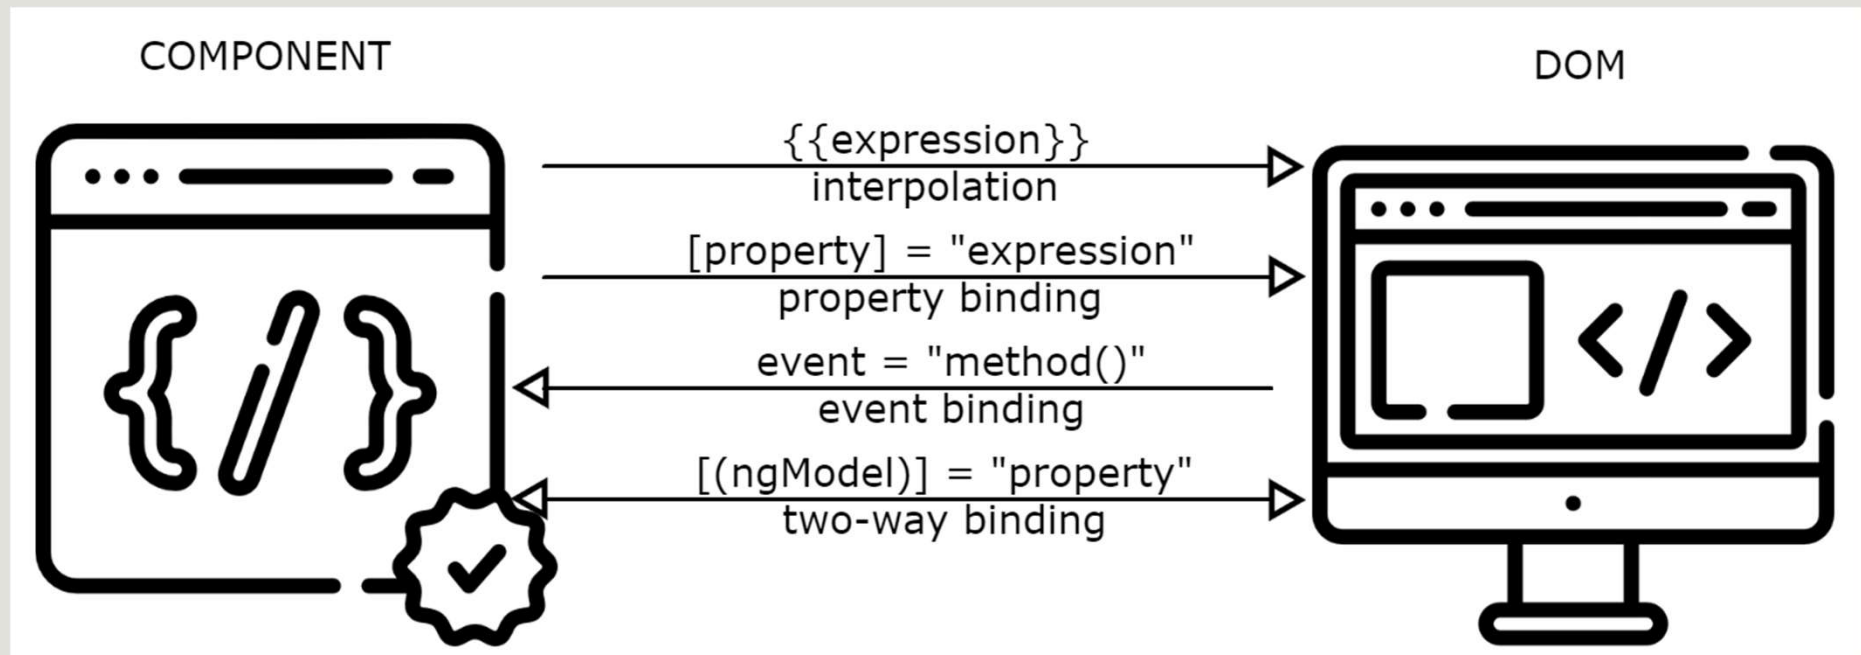 COMPONENT
DOM
{{expression}}
interpolation
[property] = "expression"
property binding
event = "method()"
event binding
[(ngModel)] = "property"
two-way binding